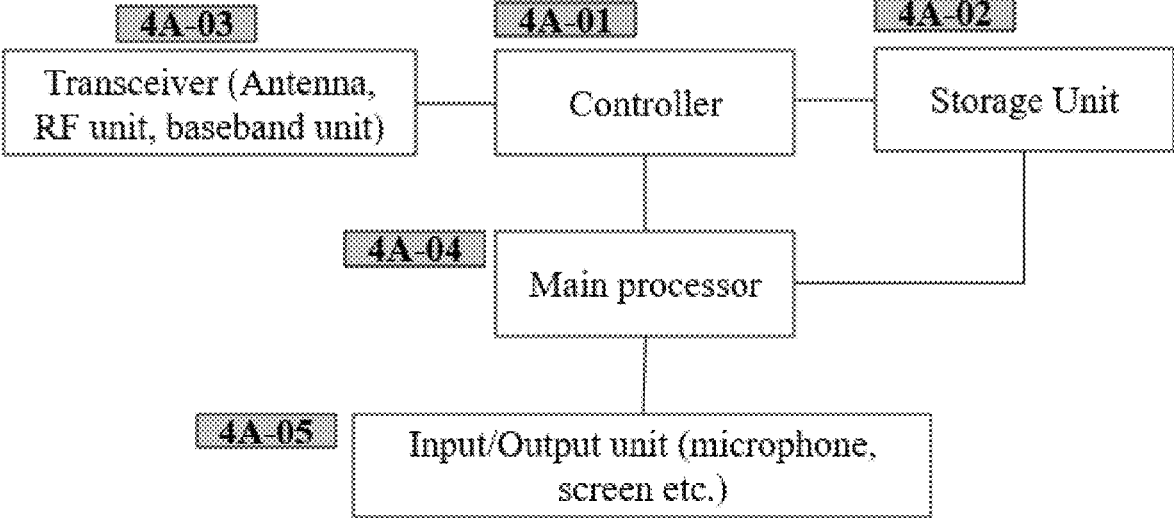 4A-03
4A-01
4A-02
Transceiver (Antenna,
RF unit, baseband unit)
Controller
Storage Unit
4A-04
Main processor
4A-05
Input/Output unit (microphone,
screen etc.)